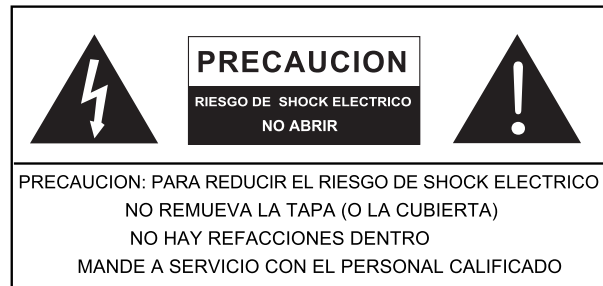 PRECAUCION
RIESGO DE SHOCK ELECTRICO
NO ABRIR
PRECAUCION: PARA REDUCIR EL RIESGO DE SHOCK ELECTRICO
NO REMUEVA LA TAPA (O LA CUBIERTA)
NO HAY REFACCIONES DENTRO
MANDE A SERVICIO CON EL PERSONAL CALIFICADO